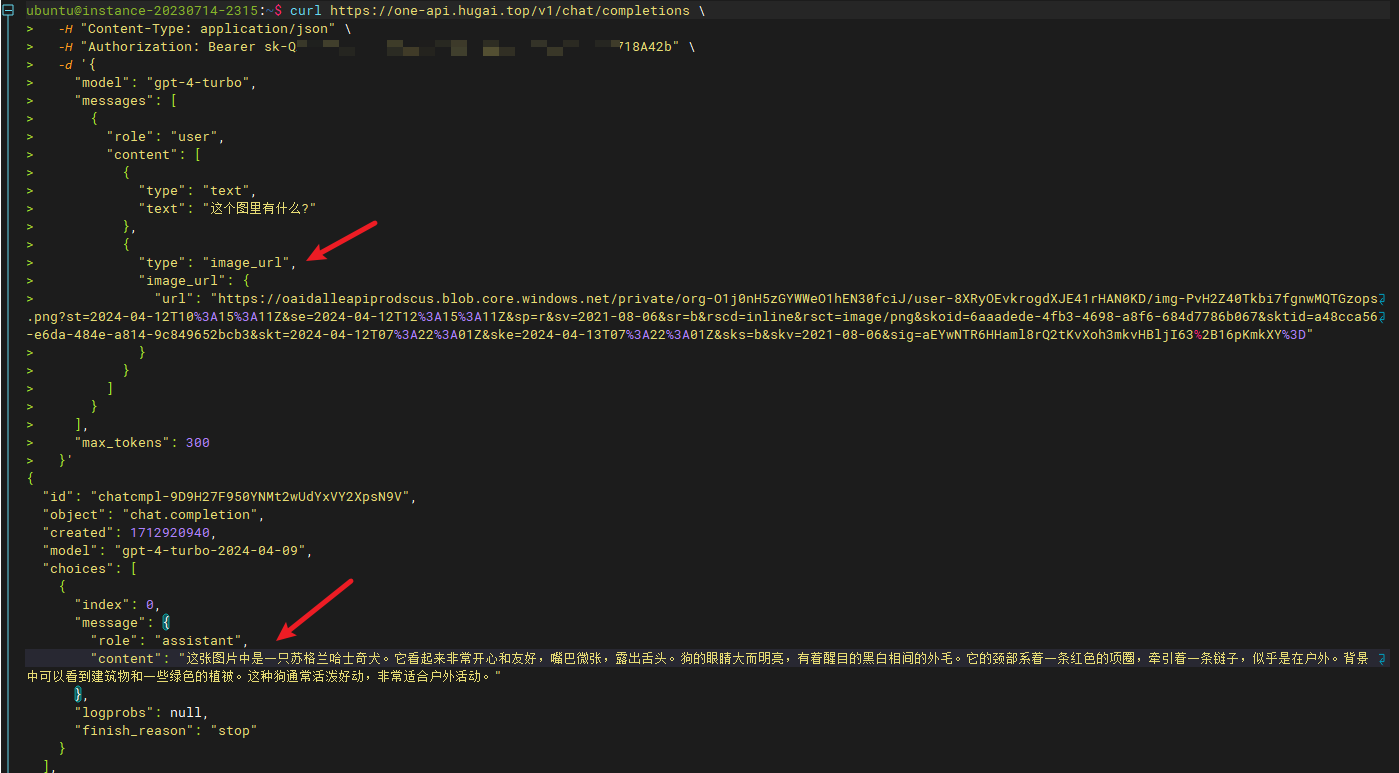 ubuntu@instance-20230714-2315:~$ curl https://one-api.hugai.top/v1/chat/completions \
>   -H "Content-Type: application/json" \
>   -H "Authorization: Bearer sk-Q 718A42b" \
>   -d '{
>     "model": "gpt-4-turbo",
>     "messages": [
>       {
>         "role": "user",
>         "content": [
>           {
>             "type": "text",
>             "text": "这个图里有什么?"
>           },
>           {
>             "type": "image_url",
>             "image_url": {
>               "url": "https://oaidalleapiprodscus.blob.core.windows.net/private/org-O1j0nH5zGYWWeO1hEN30fciJ/user-8XRyOEvkrogdXJE41rHAN0KD/img-PvH2Z40Tkbi7fgnwMQTGzops
.png?st=2024-04-12T10%3A15%3A11Z&se=2024-04-12T12%3A15%3A11Z&sp=r&sv=2021-08-06&sr=b&rscd=inline&rsct=image/png&skoid=6aaadede-4fb3-4698-a8f6-684d7786b067&sktid=a48cca56
-e6da-484e-a814-9c849652bcb3&skt=2024-04-12T07%3A22%3A01Z&ske=2024-04-13T07%3A22%3A01Z&sks=b&skv=2021-08-06&sig=aEYwNTR6HHaml8rQ2tKvXoh3mkvHBljI63%2B16pKmkXY%3D"
>             }
>           }
>         ]
>       }
>     ],
>     "max_tokens": 300
>   }'
{
  "id": "chatcmpl-9D9H27F950YNMt2wUdYxVY2XpsN9V",
  "object": "chat.completion",
  "created": 1712920940,
  "model": "gpt-4-turbo-2024-04-09",
  "choices": [
    {
      "index": 0,
      "message": {
        "role": "assistant",
        "content": "这张图片中是一只苏格兰哈士奇犬。它看起来非常开心和友好，嘴巴微张，露出舌头。狗的眼睛大而明亮，有着醒目的黑白相间的外毛。它的颈部系着一条红色的项圈，牵引着一条链子，似乎是在户外。背景
中可以看到建筑物和一些绿色的植被。这种狗通常活泼好动，非常适合户外活动。"
      },
      "logprobs": null,
      "finish_reason": "stop"
    }
  ],